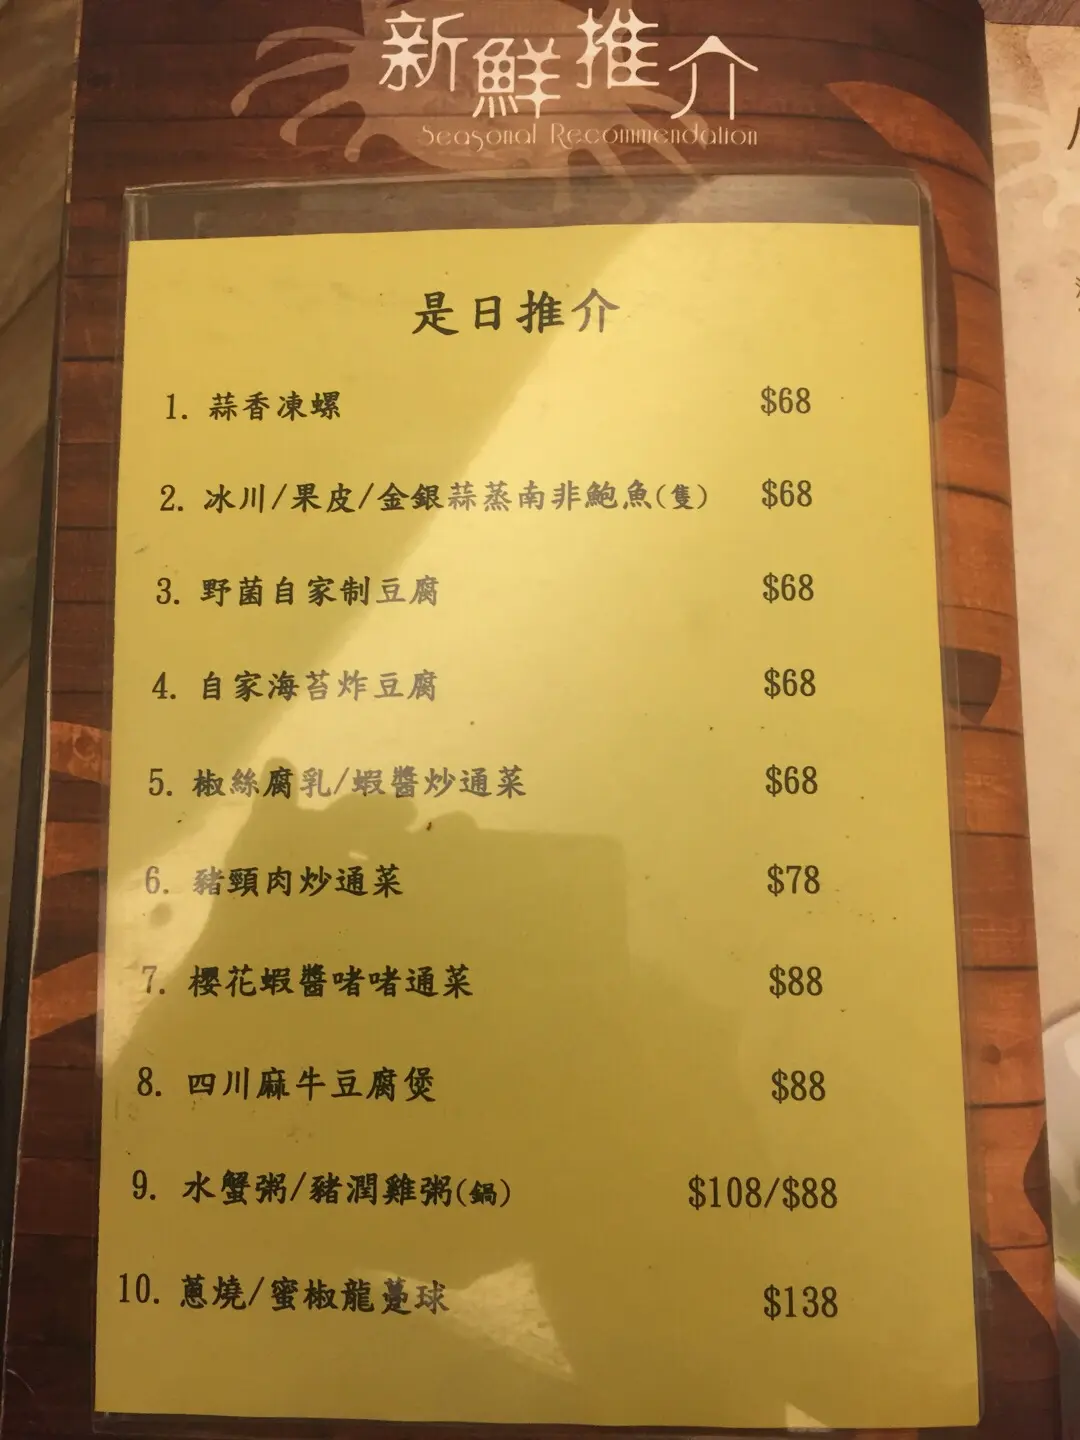 新鮮推介
Seasonal Recommendation
是日推介
1. 蒜香凍螺 $68
2. 冰川/果皮/金銀蒜蒸南非鮑魚(隻) $68
3. 野菌自家制豆腐 $68
4. 自家海苔炸豆腐 $68
5. 椒絲腐乳/蝦醬炒通菜 $68
6. 豬頸肉炒通菜 $78
7. 櫻花蝦醬啫啫通菜 $88
8. 四川麻牛豆腐煲 $88
9. 水蟹粥/豬潤雞粥(鍋) $108/$88
10. 蔥燒/蜜椒龍躉球 $138